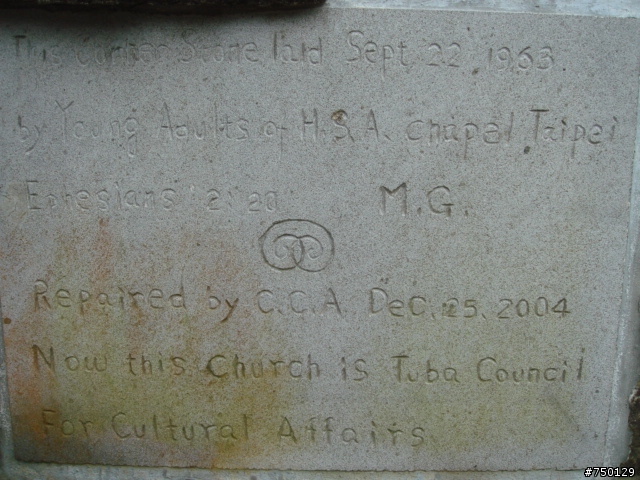 This Corner Stone laid Sept 22 1963.
by Young Adults of H.S.A. chapel Taipei
Ephesians 2:20 M.G.
Repaired by C.C.A. Dec.25.2004
Now this Church is Tuba Council
For Cultural Affairs
#750129